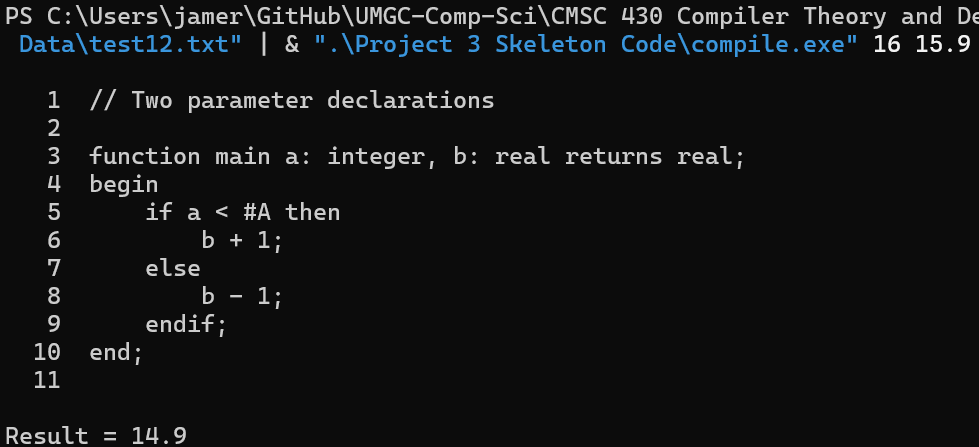 PS C:\Users\jamer\GitHub\UMGC-Comp-Sci\CMSC 430 Compiler Theory and De
Data\test12.txt" | & ".\Project 3 Skeleton Code\compile.exe" 16 15.9
1 // Two parameter declarations
2
3 function main a: integer, b: real returns real;
4 begin
5 if a < #A then
6 b + 1;
7 else
8 b - 1;
9 endif;
10 end;
11
Result = 14.9